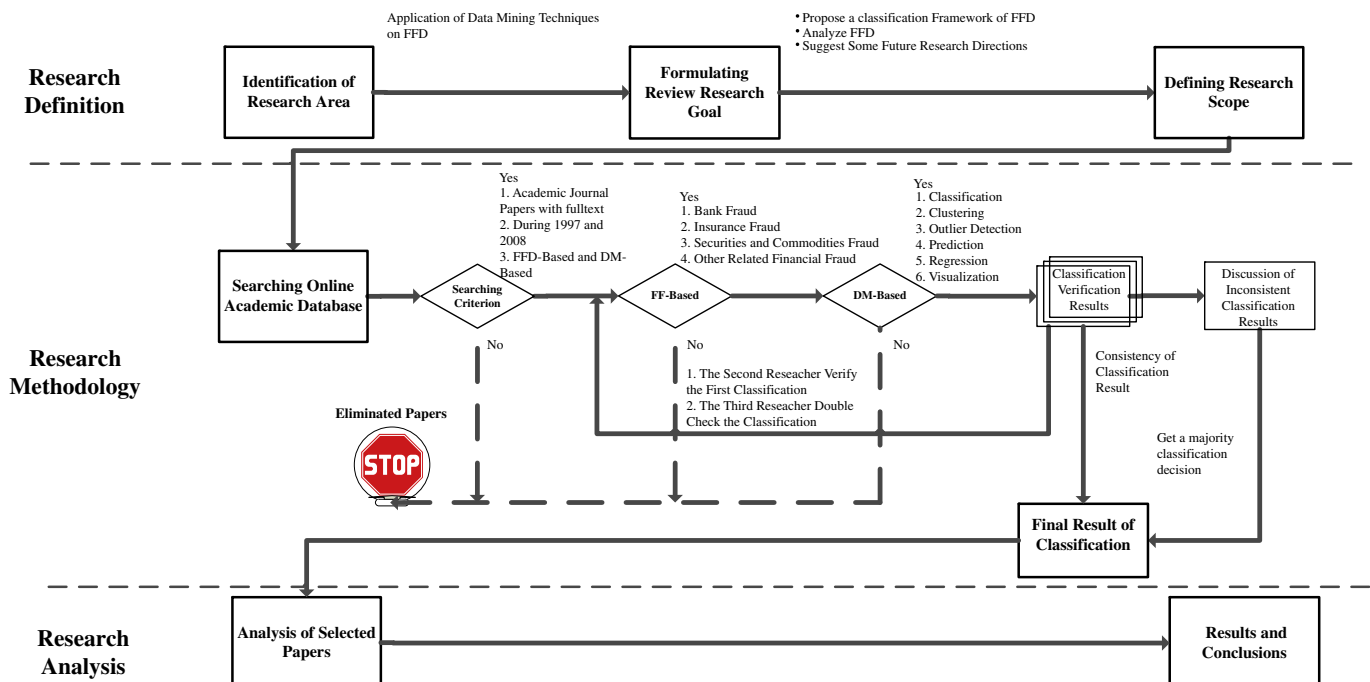 Application of Data Mining Techniques
on FFD
• Propose a classification Framework of FFD
• Analyze FFD
• Suggest Some Future Research Directions
Research
Definition
Identification of
Research Area
Formulating
Review Research
Goal
Defining Research
Scope
Yes
1. Academic Journal
Papers with fulltext
2. During 1997 and
2008
3. FFD-Based and DM-
Based
Yes
1. Bank Fraud
2. Insurance Fraud
3. Securities and Commodities Fraud
4. Other Related Financial Fraud
Yes
1. Classification
2. Clustering
3. Outlier Detection
4. Prediction
5. Regression
6. Visualization
Research
Methodology
Searching Online
Academic Database
Searching
Criterion
FF-Based
DM-Based
Classification
Verification
Results
Discussion of
Inconsistent
Classification
Results
No
No
No
1. The Second Reseacher Verify
the First Classification
2. The Third Reseacher Double
Check the Classification
Consistency of
Classification
Result
Eliminated Papers
STOP
Get a majority
classification
decision
Final Result of
Classification
Research
Analysis
Analysis of Selected
Papers
Results and
Conclusions